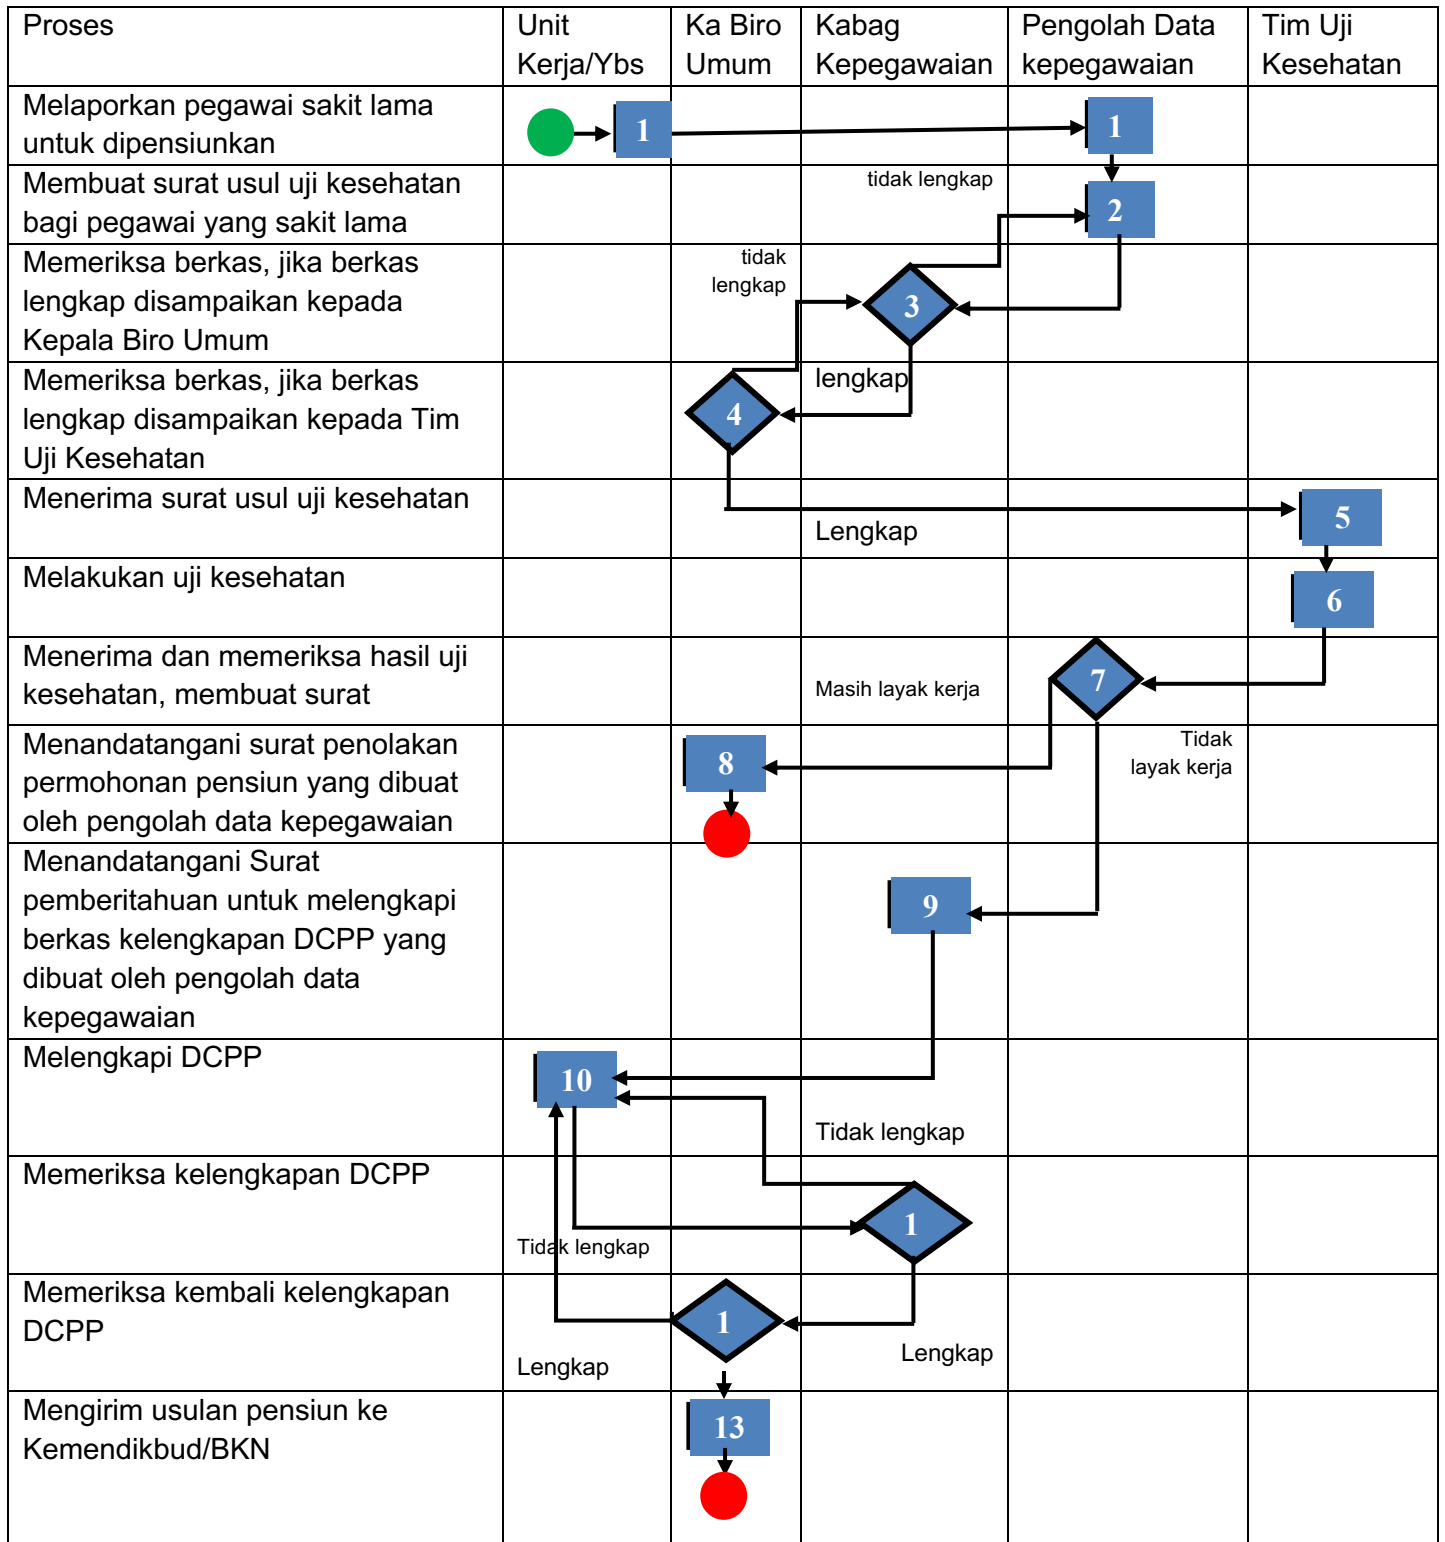 Proses
Unit
Kerja/Ybs
Ka Biro
Umum
Kabag
Kepegawaian
Pengolah Data
kepegawaian
Tim Uji
Kesehatan
Melaporkan pegawai sakit lama
untuk dipensiunkan
1
1
Membuat surat usul uji kesehatan
bagi pegawai yang sakit lama
tidak lengkap
2
Memeriksa berkas, jika berkas
lengkap disampaikan kepada
Kepala Biro Umum
tidak
lengkap
3
Memeriksa berkas, jika berkas
lengkap disampaikan kepada Tim
Uji Kesehatan
4
lengkap
Menerima surat usul uji kesehatan
Lengkap
5
Melakukan uji kesehatan
6
Menerima dan memeriksa hasil uji
kesehatan, membuat surat
Masih layak kerja
7
Menandatangani surat penolakan
permohonan pensiun yang dibuat
oleh pengolah data kepegawaian
8
Tidak
layak kerja
Menandatangani Surat
pemberitahuan untuk melengkapi
berkas kelengkapan DCPP yang
dibuat oleh pengolah data
kepegawaian
9
Melengkapi DCPP
10
Tidak lengkap
Memeriksa kelengkapan DCPP
Tidak lengkap
1
Memeriksa kembali kelengkapan
DCPP
Lengkap
1
Lengkap
Mengirim usulan pensiun ke
Kemendikbud/BKN
13